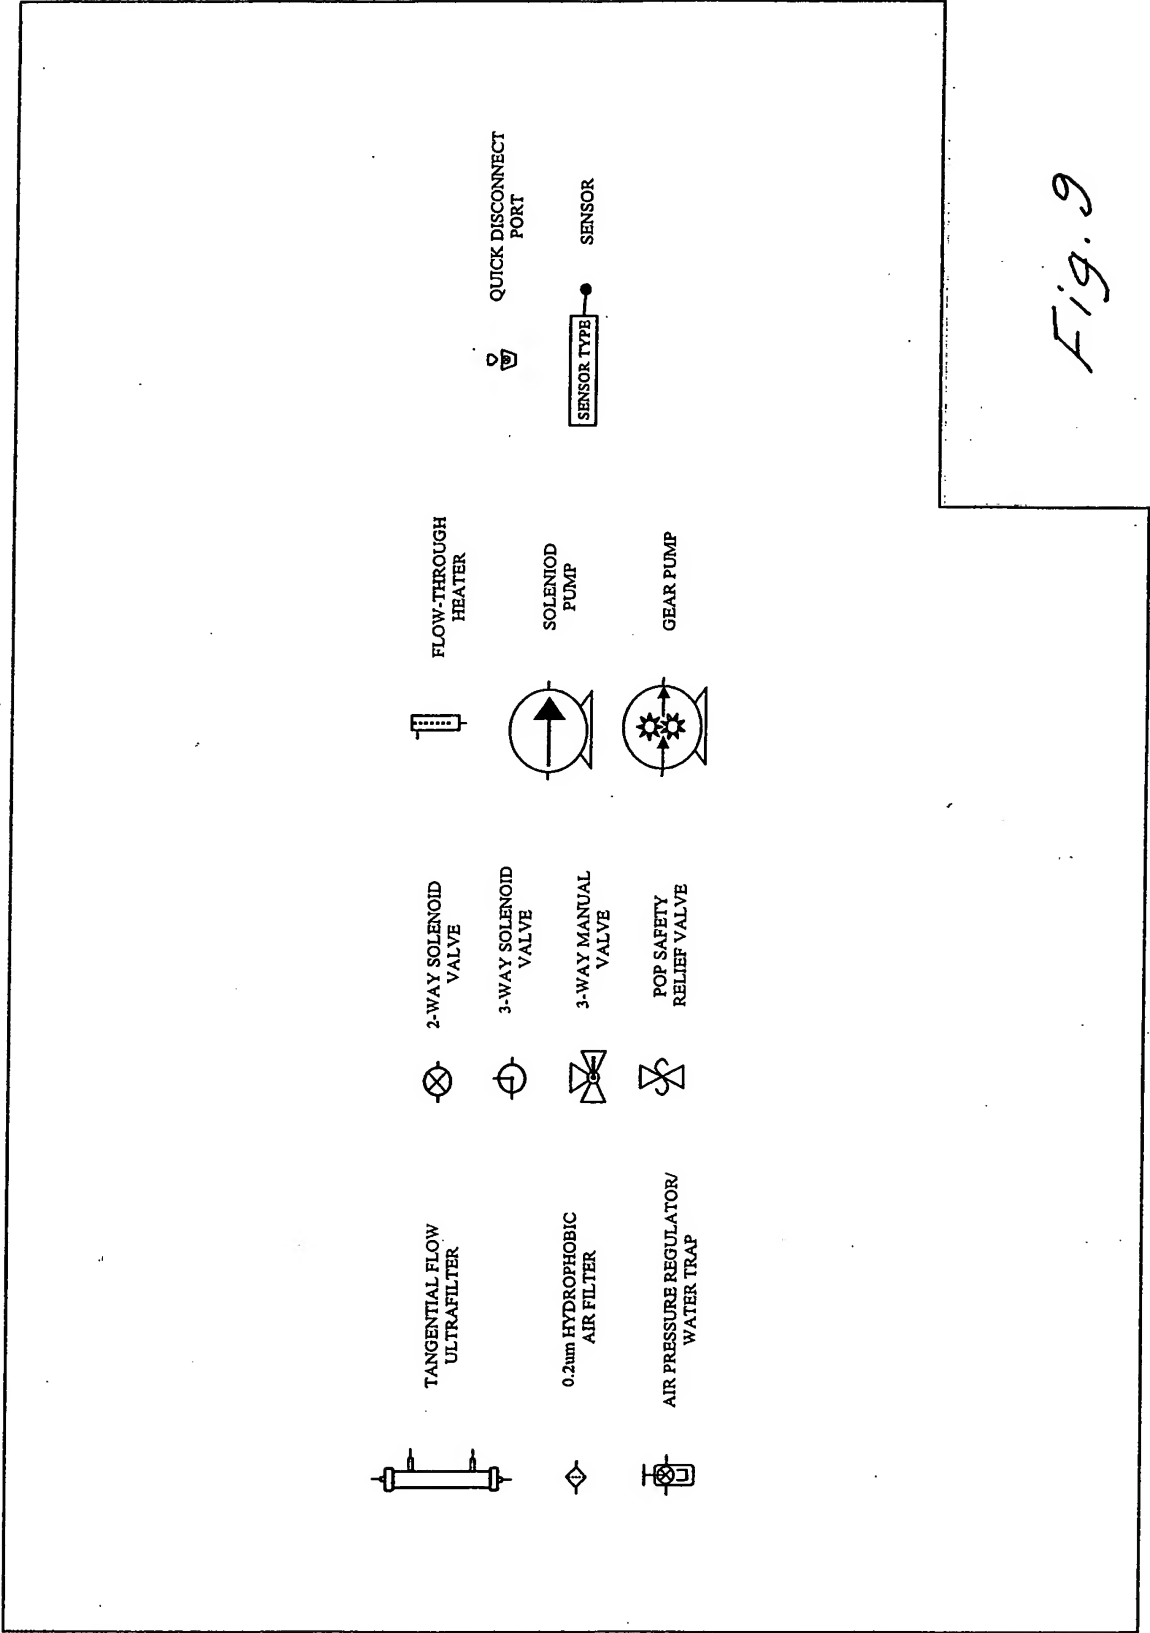 TANGENTIAL FLOW
ULTRAFILTER
0.2um HYDROPHOBIC
AIR FILTER
AIR PRESSURE REGULATOR/
WATER TRAP
2-WAY SOLENOID
VALVE
3-WAY SOLENOID
VALVE
3-WAY MANUAL
VALVE
POP SAFETY
RELIEF VALVE
FLOW-THROUGH
HEATER
SOLENIOD
PUMP
GEAR PUMP
QUICK DISCONNECT
PORT
SENSOR TYPE
SENSOR
Fig. 9